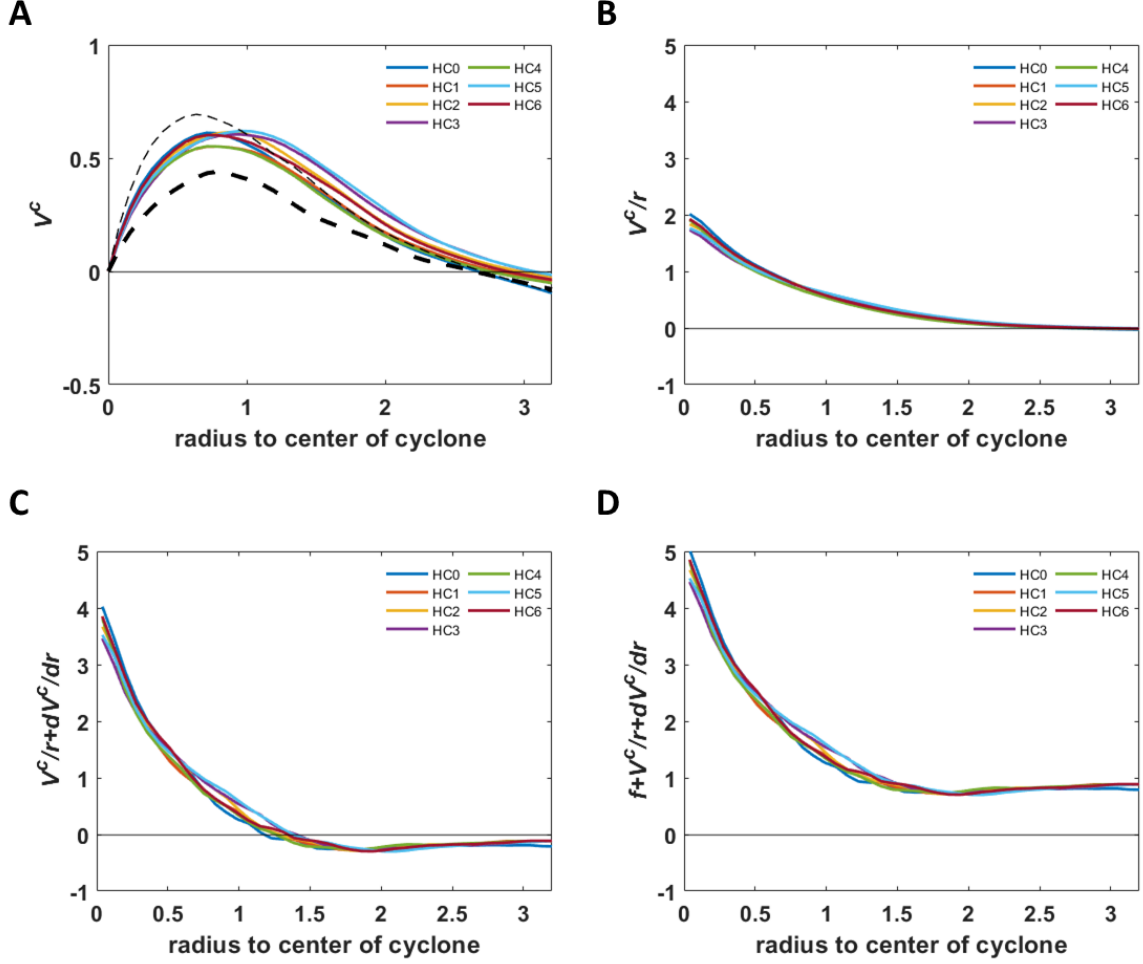 A
1
0.5
0
-0.5
V^c
0 1 2 3
radius to center of cyclone
HC0 HC4
HC1 HC5
HC2 HC6
HC3
B
5
4
3
2
1
0
-1
V^c/r
0 0.5 1 1.5 2 2.5 3
radius to center of cyclone
HC0 HC4
HC1 HC5
HC2 HC6
HC3
C
5
4
3
2
1
0
-1
V^c/r+dV^c/dr
0 0.5 1 1.5 2 2.5 3
radius to center of cyclone
HC0 HC4
HC1 HC5
HC2 HC6
HC3
D
5
4
3
2
1
0
-1
f+V^c/r+dV^c/dr
0 0.5 1 1.5 2 2.5 3
radius to center of cyclone
HC0 HC4
HC1 HC5
HC2 HC6
HC3